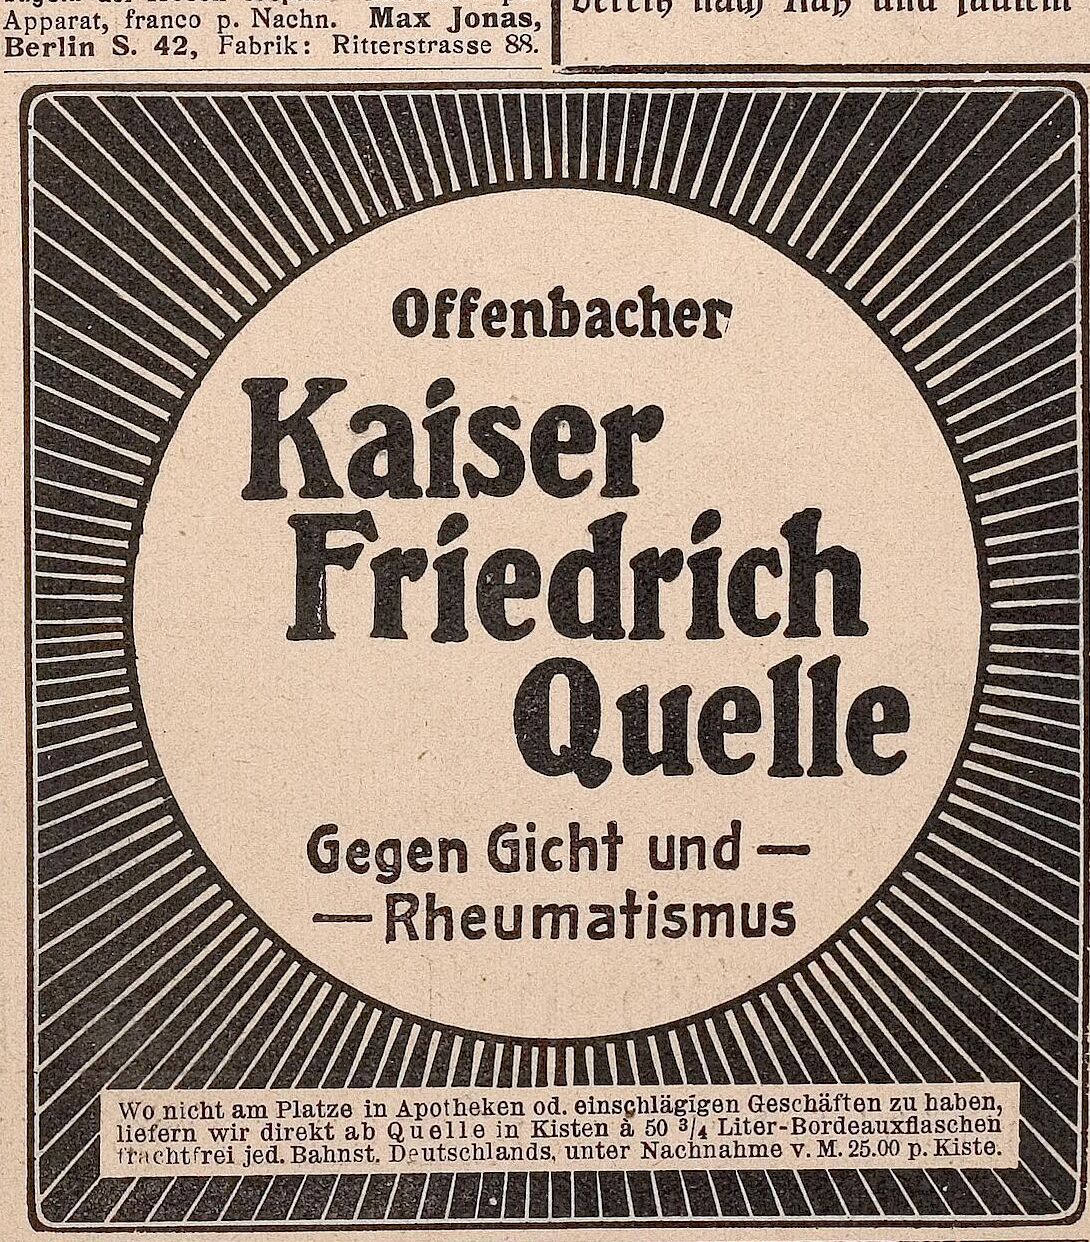 Apparat, franco p. Nachn. Max Jonas,
Berlin S. 42, Fabrik: Ritterstrasse 88.
Offenbacher
Kaiser
Friedrich
Quelle
Gegen Gicht und —
— Rheumatismus
Wo nicht am Platze in Apotheken od. einschlägigen Geschäften zu haben,
liefern wir direkt ab Quelle in Kisten à 50 3/4 Liter-Bordeauxflaschen
frachtfrei jed. Bahnst. Deutschlands, unter Nachnahme v. M. 25.00 p. Kiste.